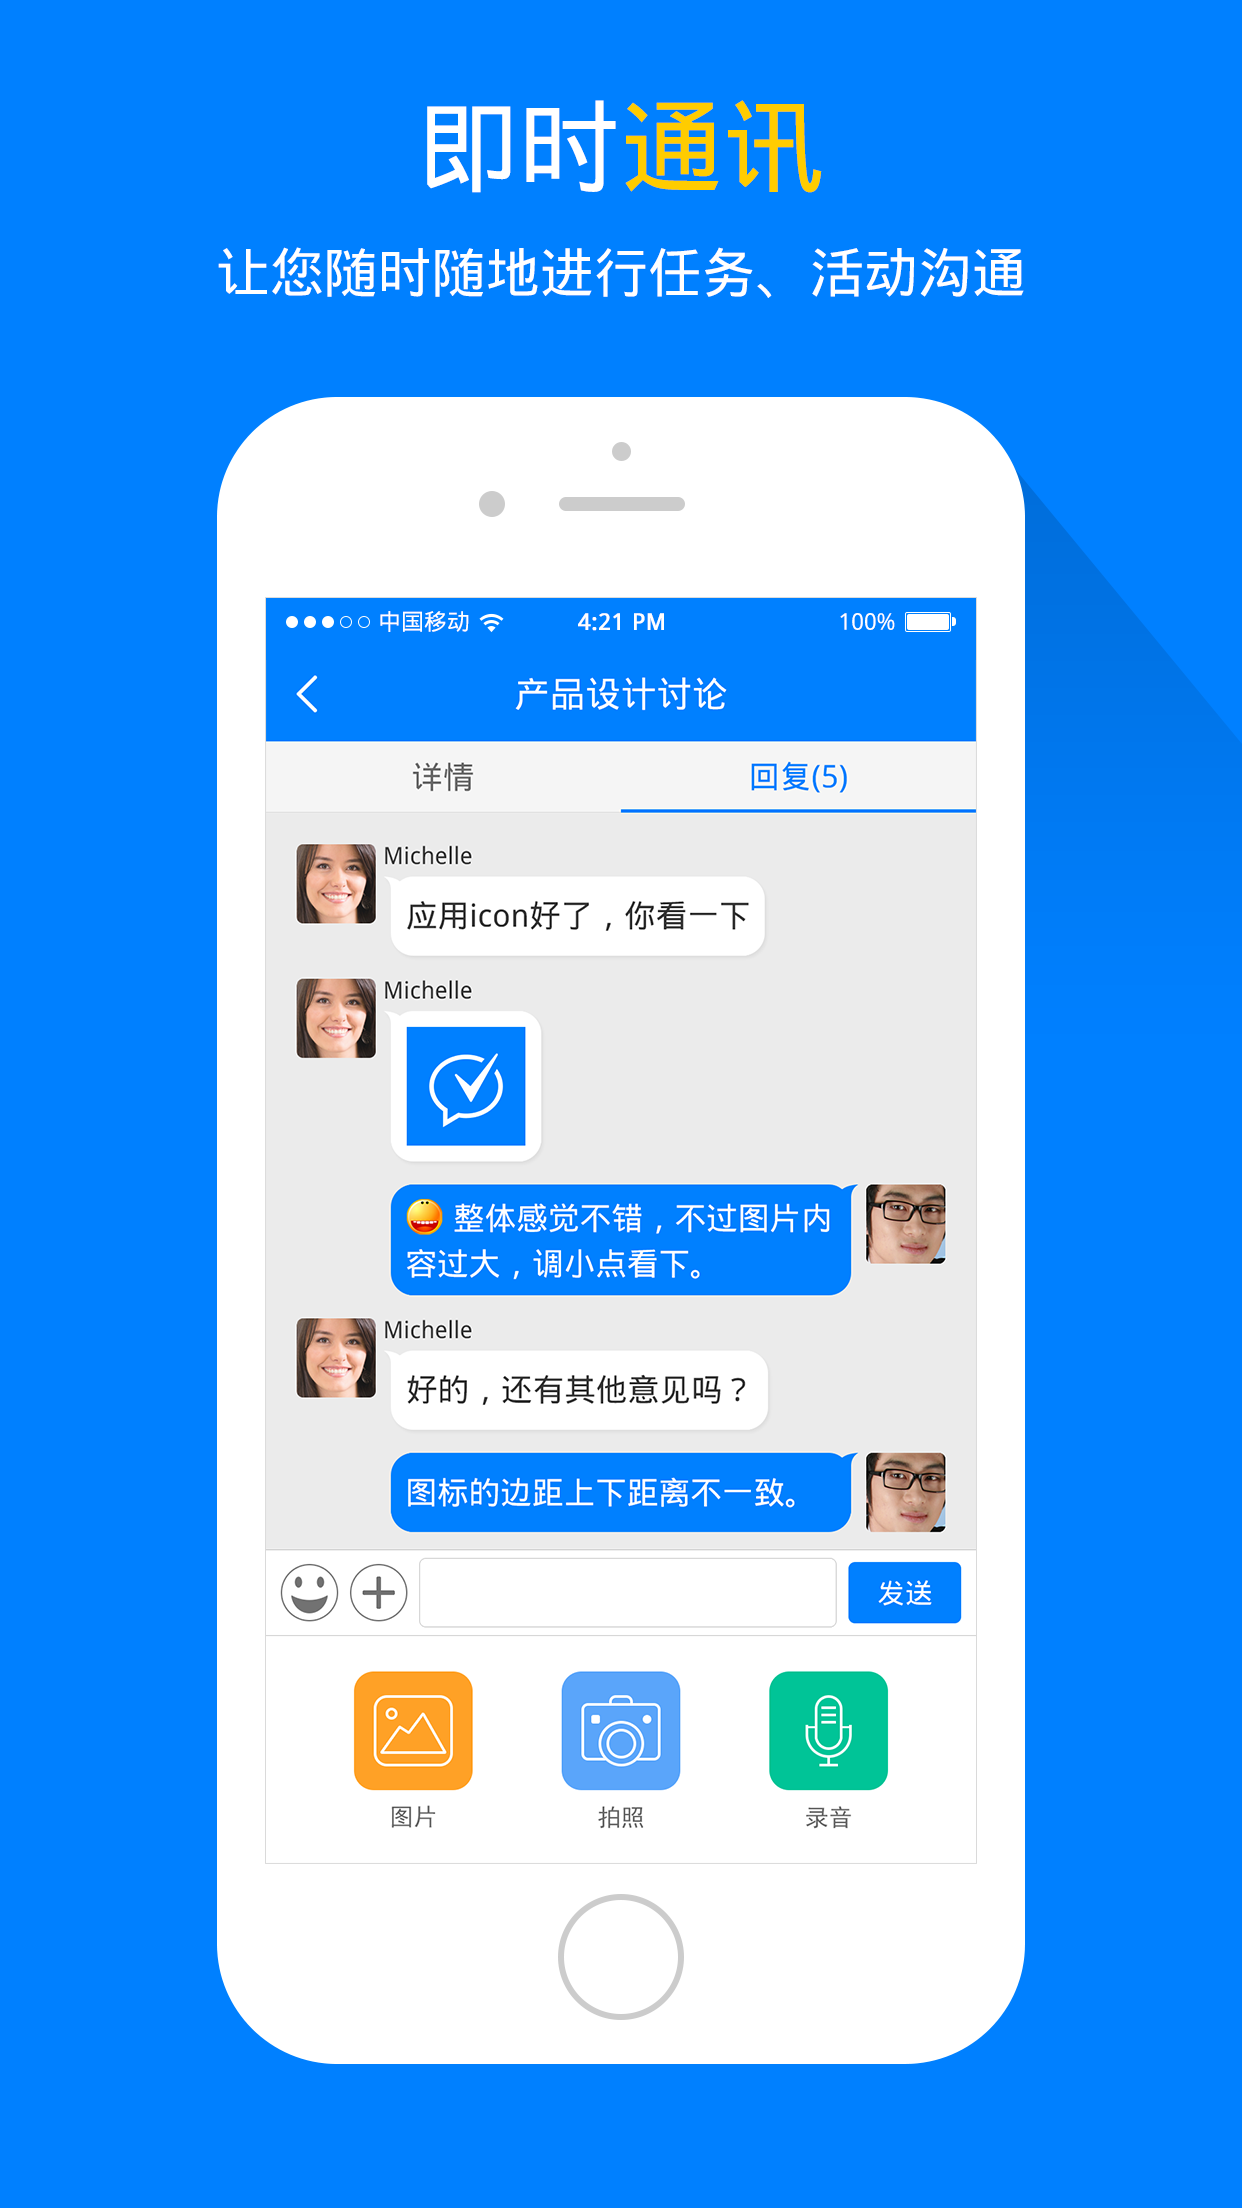 即时通讯
让您随时随地进行任务、活动沟通
中国移动 4:21 PM 100%
产品设计讨论
详情 回复(5)
Michelle
应用icon好了，你看一下
Michelle
整体感觉不错，不过图片内
容过大，调小点看下。
Michelle
好的，还有其他意见吗？
图标的边距上下距离不一致。
发送
图片 拍照 录音